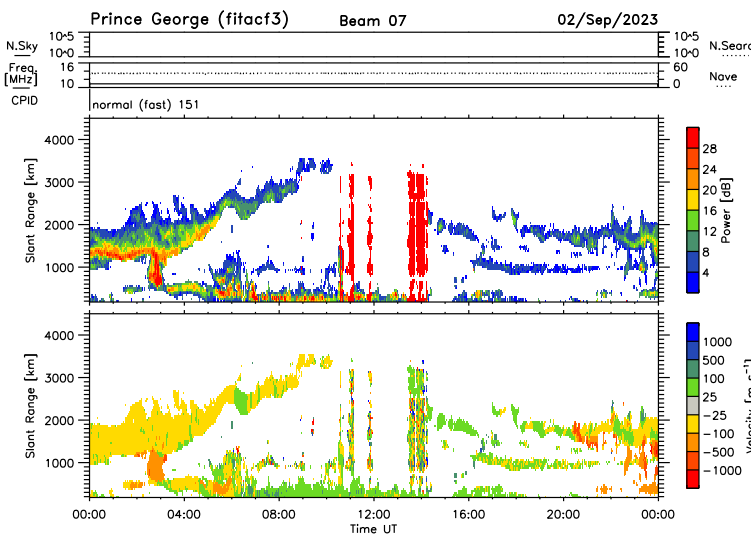 Prince George (fitacf3) Beam 07 02/Sep/2023
N.Sky 10^5 10^0 10^5 10^0 N.Sear
Freq [MHz] 16 10 60 0 Nave
CPID normal (fast) 151
Slant Range [km] 4000 3000 2000 1000
Power [dB] 28 24 20 16 12 8 4
Slant Range [km] 4000 3000 2000 1000
Velocity [m s⁻¹] 1000 500 100 25 -25 -100 -500 -1000
00:00 04:00 08:00 12:00 16:00 20:00 00:00
Time UT